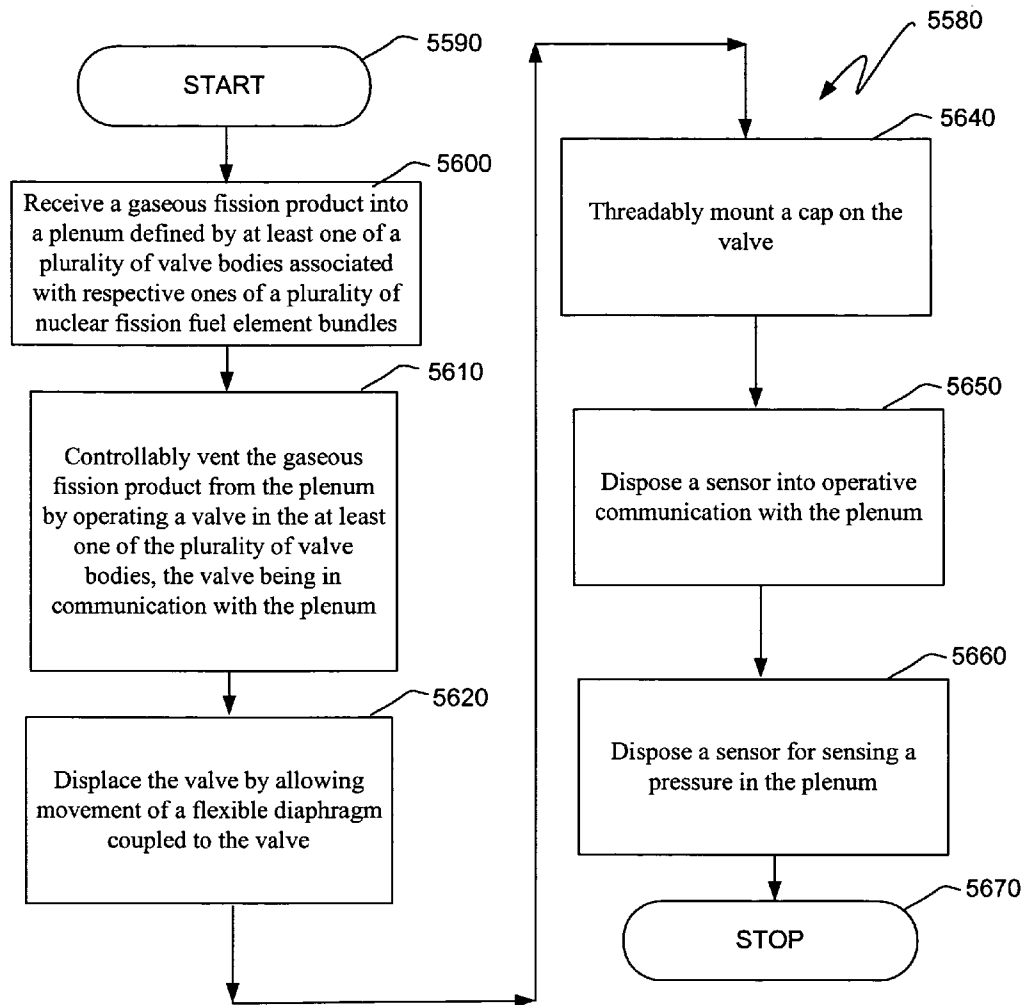 5590
START
5600
Receive a gaseous fission product into
a plenum defined by at least one of a
plurality of valve bodies associated
with respective ones of a plurality of
nuclear fission fuel element bundles
5610
Controllably vent the gaseous
fission product from the plenum
by operating a valve in the at least
one of the plurality of valve
bodies, the valve being in
communication with the plenum
5620
Displace the valve by allowing
movement of a flexible diaphragm
coupled to the valve
5580
5640
Threadably mount a cap on the
valve
5650
Dispose a sensor into operative
communication with the plenum
5660
Dispose a sensor for sensing a
pressure in the plenum
5670
STOP